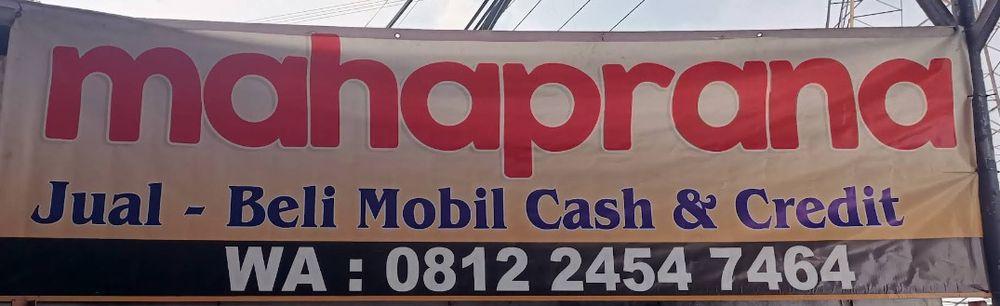 mahaprana
Jual - Beli Mobil Cash & Credit
WA : 0812 2454 7464